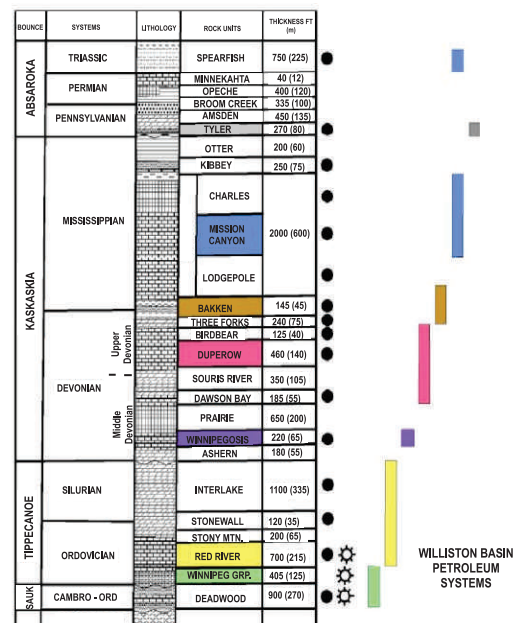 BOUNCE SYSTEMS LITHOLOGY ROCK UNITS THICKNESS FT (m)
ABSAROKA
TRIASSIC SPEARFISH 750 (225)
PERMIAN
MINNEKAHTA 40 (12)
OPECHE 400 (120)
BROOM CREEK 335 (100)
PENNSYLVANIAN
AMSDEN 450 (135)
TYLER 270 (80)
KASKASKIA
OTTER 200 (60)
KIBBEY 250 (75)
MISSISSIPPIAN
CHARLES
MISSION CANYON 2000 (600)
LODGEPOLE
BAKKEN 145 (45)
THREE FORKS 240 (75)
BIRDBEAR 125 (40)
Upper Devonian
DUPEROW 460 (140)
DEVONIAN
SOURIS RIVER 350 (105)
DAWSON BAY 185 (55)
Middle Devonian
PRAIRIE 650 (200)
WINNIPEGOSIS 220 (65)
ASHERN 180 (55)
TIPPECANOE
SILURIAN INTERLAKE 1100 (335)
STONEWALL 120 (35)
ORDOVICIAN
STONY MTN. 200 (65)
RED RIVER 700 (215)
WINNIPEG GRP. 405 (125)
SAUK CAMBRO - ORD DEADWOOD 900 (270)
WILLISTON BASIN
PETROLEUM
SYSTEMS